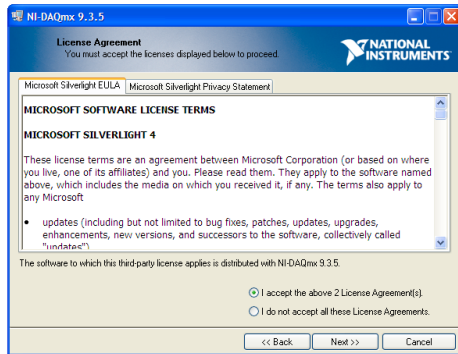 NI-DAQmx 9.3.5
License Agreement
You must accept the licenses displayed below to proceed.
NATIONAL
INSTRUMENTS
Microsoft Silverlight EULA
Microsoft Silverlight Privacy Statement
MICROSOFT SOFTWARE LICENSE TERMS
MICROSOFT SILVERLIGHT 4
These license terms are an agreement between Microsoft Corporation (or based on where
you live, one of its affiliates) and you. Please read them. They apply to the software named
above, which includes the media on which you received it, if any. The terms also apply to
any Microsoft
• updates (including but not limited to bug fixes, patches, updates, upgrades,
enhancements, new versions, and successors to the software, collectively called
"updates")
The software to which this third-party license applies is distributed with NI-DAQmx 9.3.5.
I accept the above 2 License Agreement(s).
I do not accept all these License Agreements.
<< Back
Next >>
Cancel